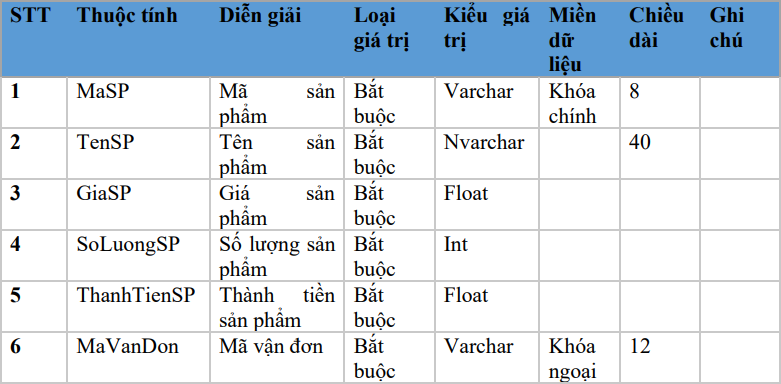 STT Thuộc tính Diễn giải Loại giá trị Kiểu giá trị Miền dữ liệu Chiều dài Ghi chú
1 MaSP Mã sản phẩm Bắt buộc Varchar Khóa chính 8
2 TenSP Tên sản phẩm Bắt buộc Nvarchar 40
3 GiaSP Giá sản phẩm Bắt buộc Float
4 SoLuongSP Số lượng sản phẩm Bắt buộc Int
5 ThanhTienSP Thành tiền sản phẩm Bắt buộc Float
6 MaVanDon Mã vận đơn Bắt buộc Varchar Khóa ngoại 12